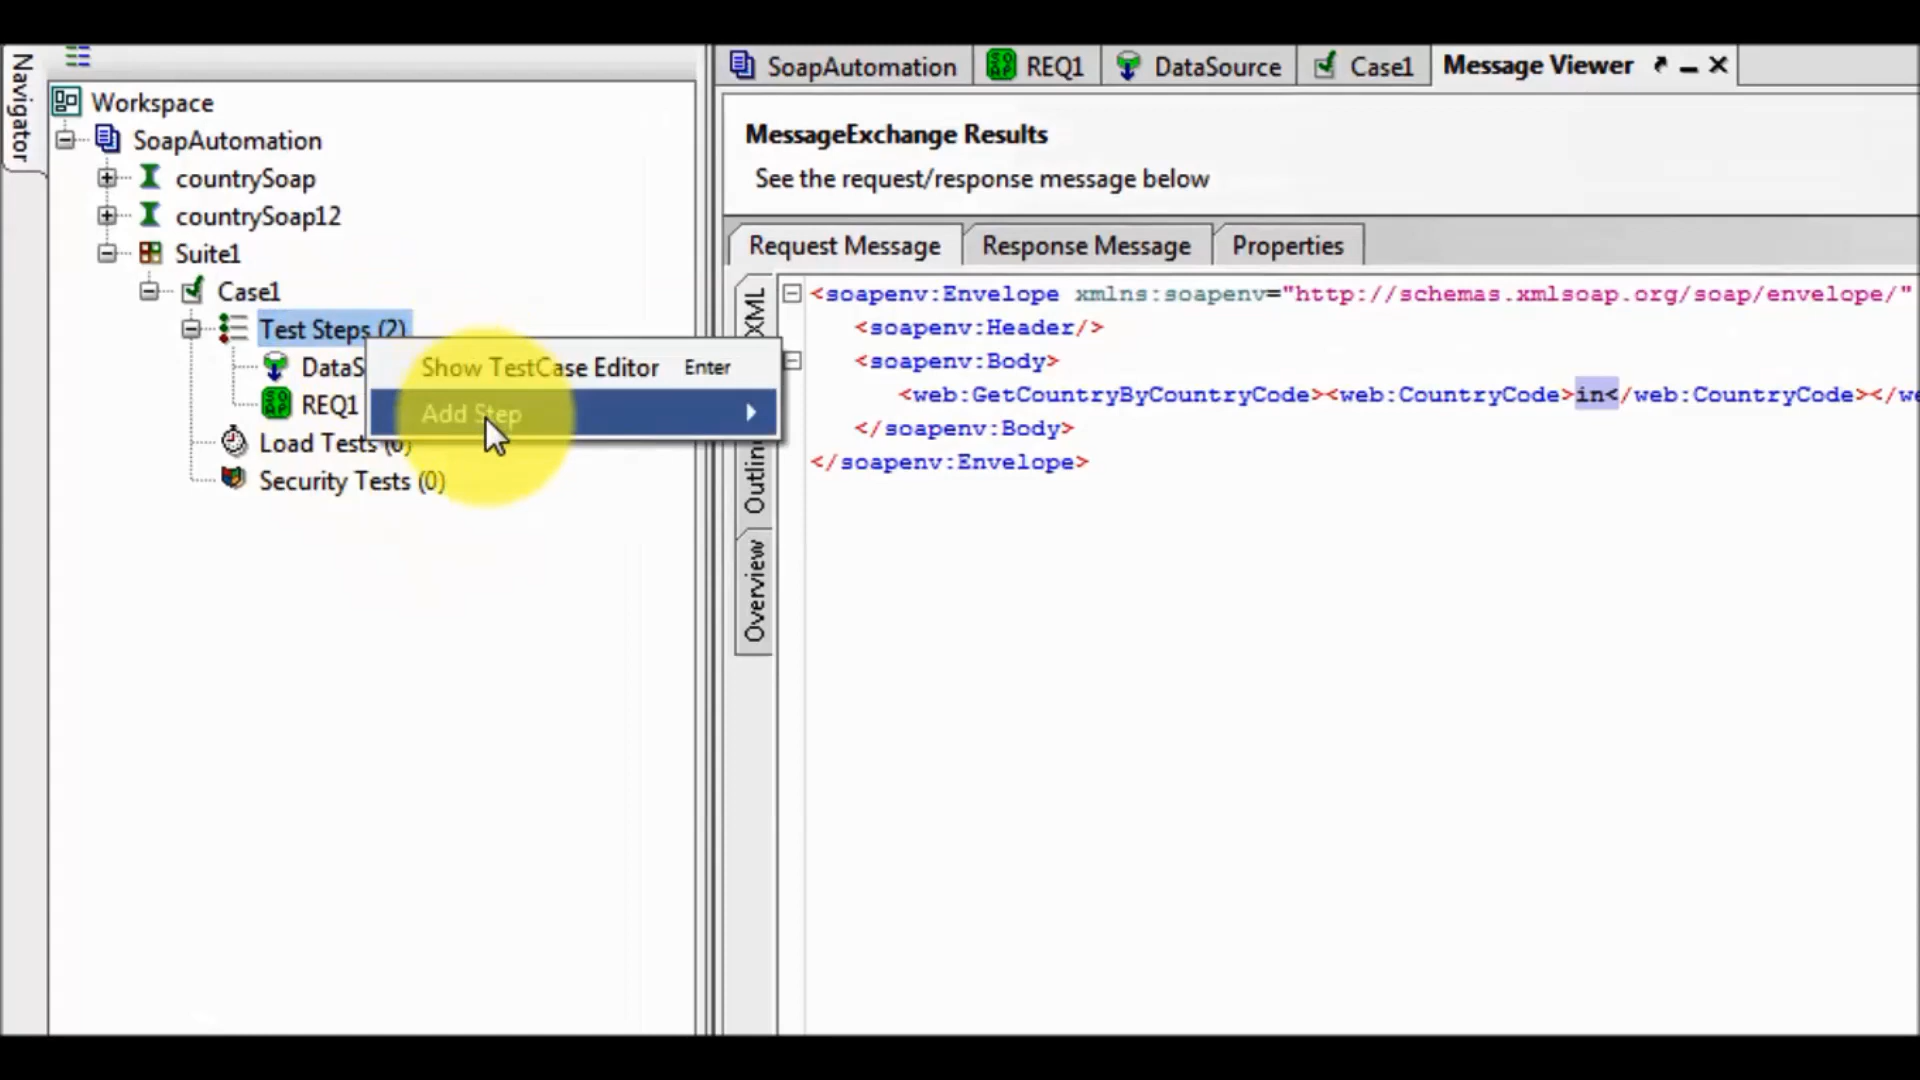 Navigator
Workspace
SoapAutomation
countrySoap
countrySoap12
Suite1
Case1
Test Steps (2)
DataS
REQ1
Load Tests (0)
Security Tests (0)
Show TestCase Editor Enter
Add Step
SoapAutomation REQ1 DataSource Case1 Message Viewer
MessageExchange Results
See the request/response message below
Request Message Response Message Properties
XML
Outlin
Overview
<soapenv:Envelope xmlns:soapenv="http://schemas.xmlsoap.org/soap/envelope/"
<soapenv:Header/>
<soapenv:Body>
<web:GetCountryByCountryCode><web:CountryCode>in</web:CountryCode></we
</soapenv:Body>
</soapenv:Envelope>